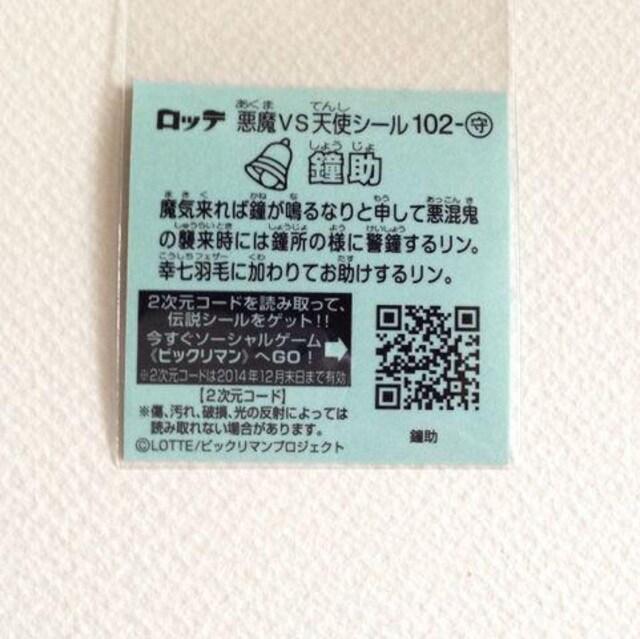 ロッテ 悪魔VS天使シール 102-守
鐘助
魔気来れば鐘が鳴るなりと申して悪混鬼
の襲来時には鐘所の様に警鐘するリン。
幸七羽毛に加わりてお助けするリン。
2次元コードを読み取って、
伝説シールをゲット!!
今すぐソーシャルゲーム
《ビックリマン》へGO!
※2次元コードは2014年12月末日まで有効
【2次元コード】
※傷、汚れ、破損、光の反射によっては
読み取れない場合があります。
©LOTTE/ビックリマンプロジェクト
鐘助